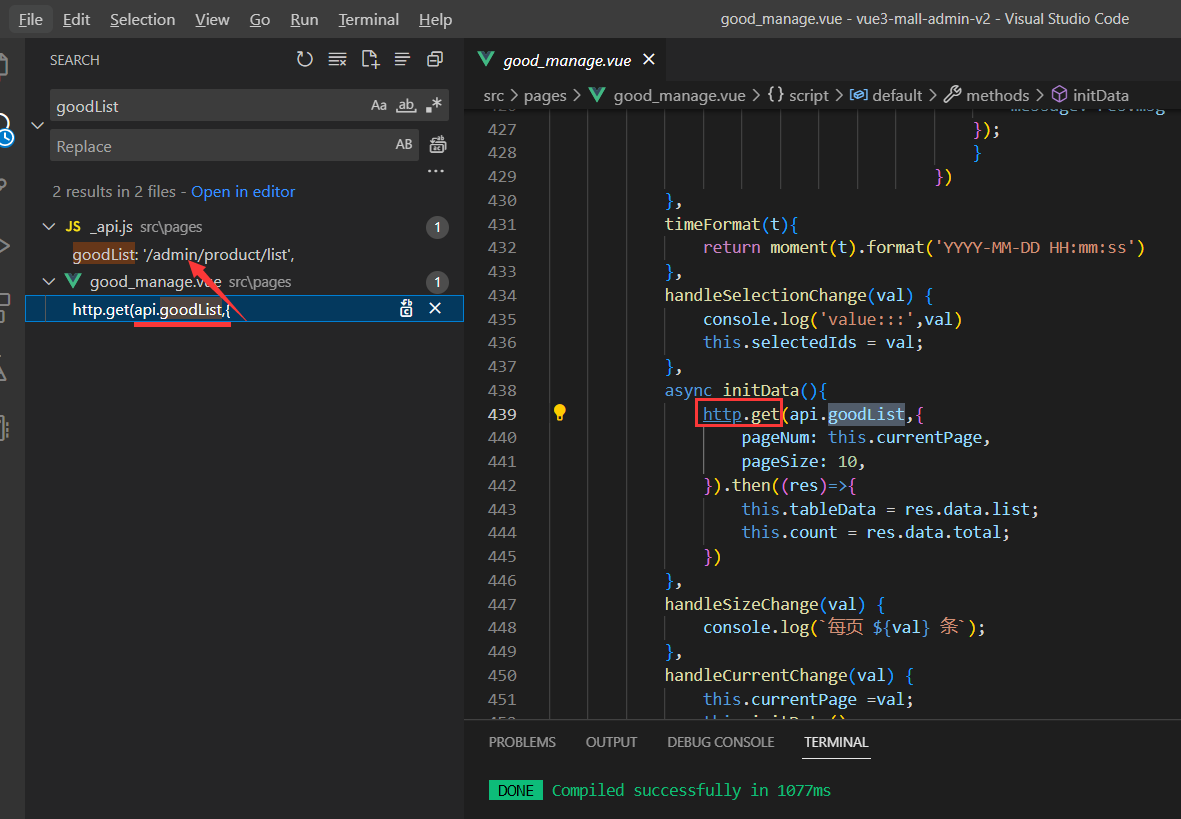 File Edit Selection View Go Run Terminal Help good_manage.vue - vue3-mall-admin-v2 - Visual Studio Code
SEARCH
goodList Aa ab, .*
Replace AB
2 results in 2 files - Open in editor
JS _api.js src\pages 1
goodList: '/admin/product/list',
good_manage.vue src\pages 1
http.get(api.goodList,{
good_manage.vue
src > pages > good_manage.vue > {} script > default > methods > initData
427 });
428 }
429 })
430 },
431 timeFormat(t){
432 return moment(t).format('YYYY-MM-DD HH:mm:ss')
433 },
434 handleSelectionChange(val) {
435 console.log('value:::',val)
436 this.selectedIds = val;
437 },
438 async initData(){
439 http.get(api.goodList,{
440 pageNum: this.currentPage,
441 pageSize: 10,
442 }).then((res)=>{
443 this.tableData = res.data.list;
444 this.count = res.data.total;
445 })
446 },
447 handleSizeChange(val) {
448 console.log(`每页 ${val} 条`);
449 },
450 handleCurrentChange(val) {
451 this.currentPage =val;
PROBLEMS OUTPUT DEBUG CONSOLE TERMINAL
DONE Compiled successfully in 1077ms